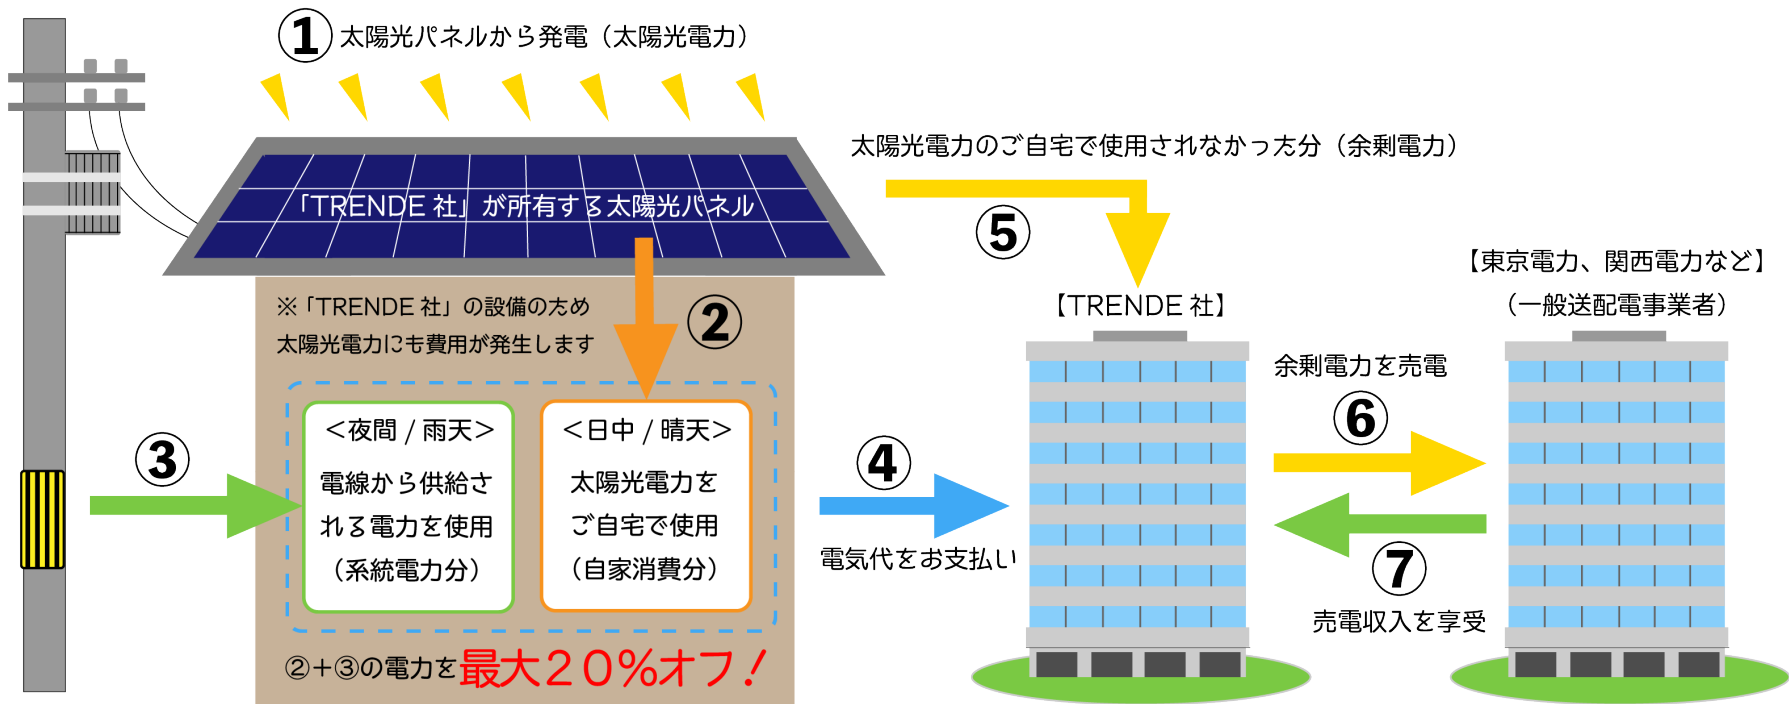 ① 太陽光パネルから発電（太陽光電力）
「TRENDE 社」が所有する太陽光パネル
※「TRENDE 社」の設備のため
太陽光電力にも費用が発生します
②
③
＜夜間 / 雨天＞
電線から供給さ
れる電力を使用
（系統電力分）
＜日中 / 晴天＞
太陽光電力を
ご自宅で使用
（自家消費分）
②＋③の電力を最大２０％オフ！
④
電気代をお支払い
太陽光電力のご自宅で使用されなかった分（余剰電力）
⑤
【TRENDE 社】
【東京電力、関西電力など】
（一般送配電事業者）
余剰電力を売電
⑥
⑦
売電収入を享受